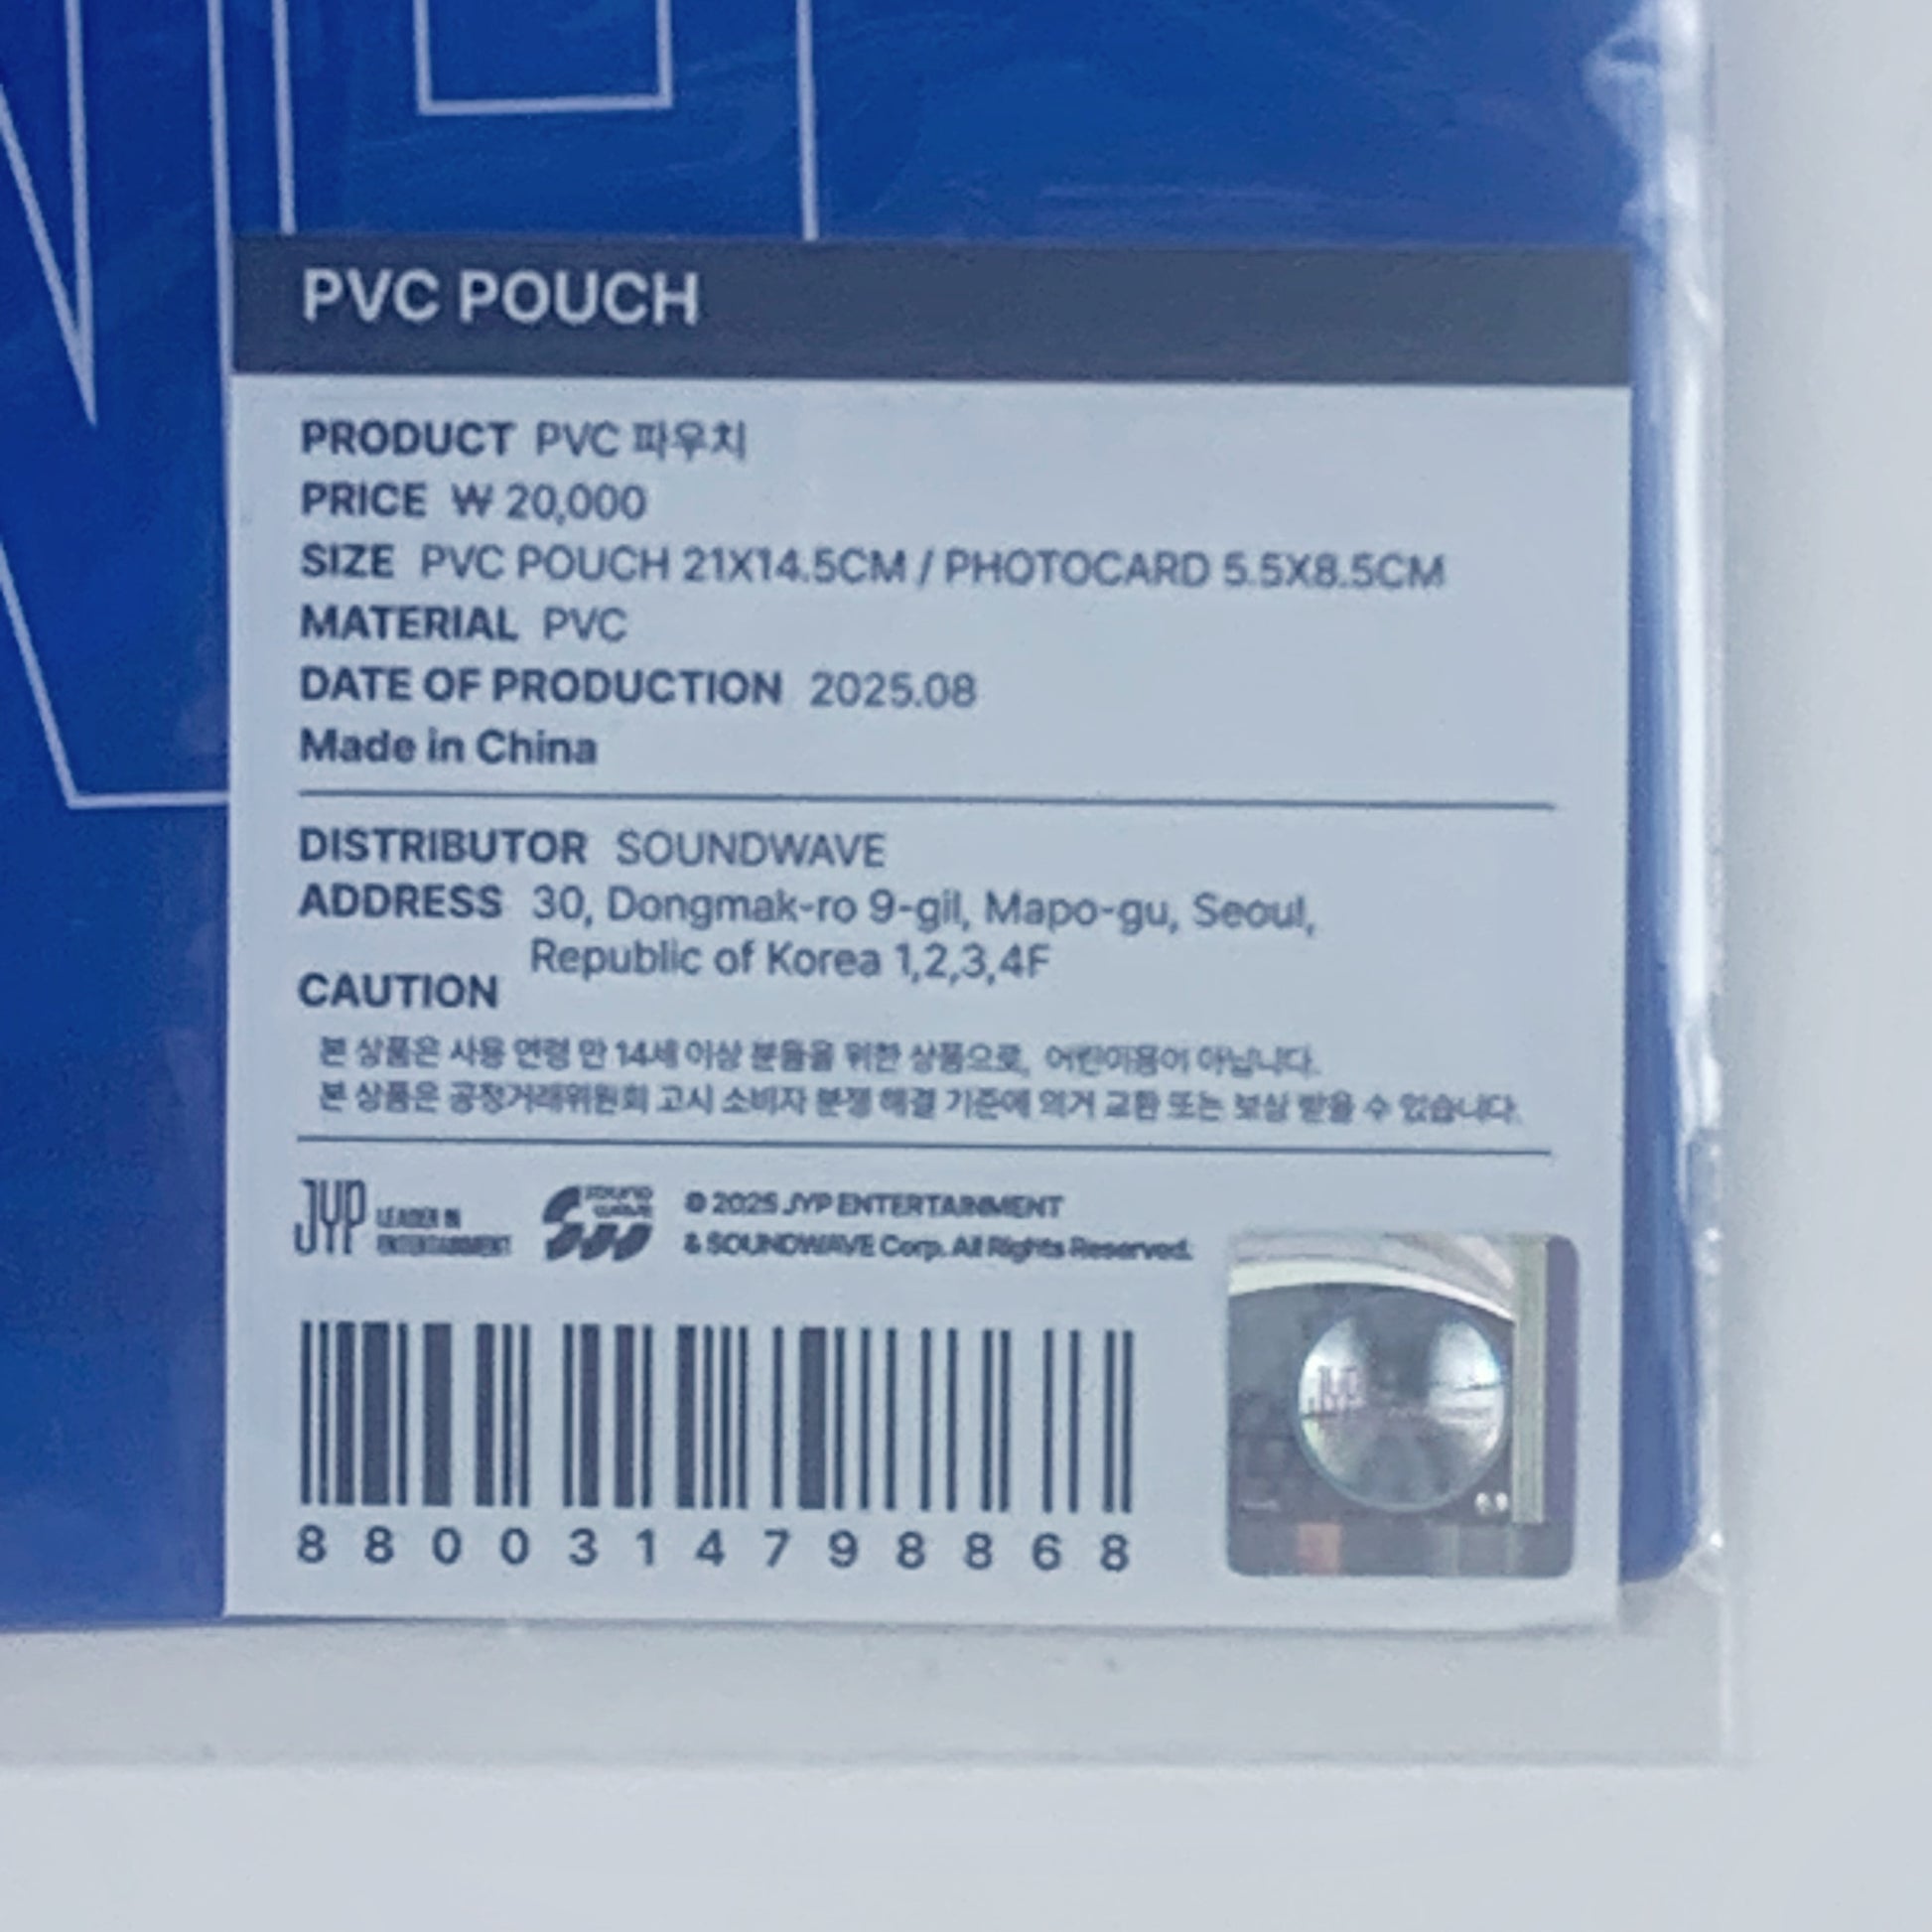 PVC POUCH
PRODUCT PVC 파우치
PRICE ₩ 20,000
SIZE PVC POUCH 21X14.5CM / PHOTOCARD 5.5X8.5CM
MATERIAL PVC
DATE OF PRODUCTION 2025.08
Made in China
DISTRIBUTOR SOUNDWAVE
ADDRESS 30, Dongmak-ro 9-gil, Mapo-gu, Seoul,
Republic of Korea 1,2,3,4F
CAUTION
본 상품은 사용 연령 만 14세 이상 분들을 위한 상품으로, 어린이용이 아닙니다.
본 상품은 공정거래위원회 고시 소비자 분쟁 해결 기준에 의거 교환 또는 보상 받을 수 있습니다.
JYP LEADER IN
ENTERTAINMENT
sound
wave
© 2025 JYP ENTERTAINMENT
& SOUNDWAVE Corp. All Rights Reserved.
JYP
8800314798868